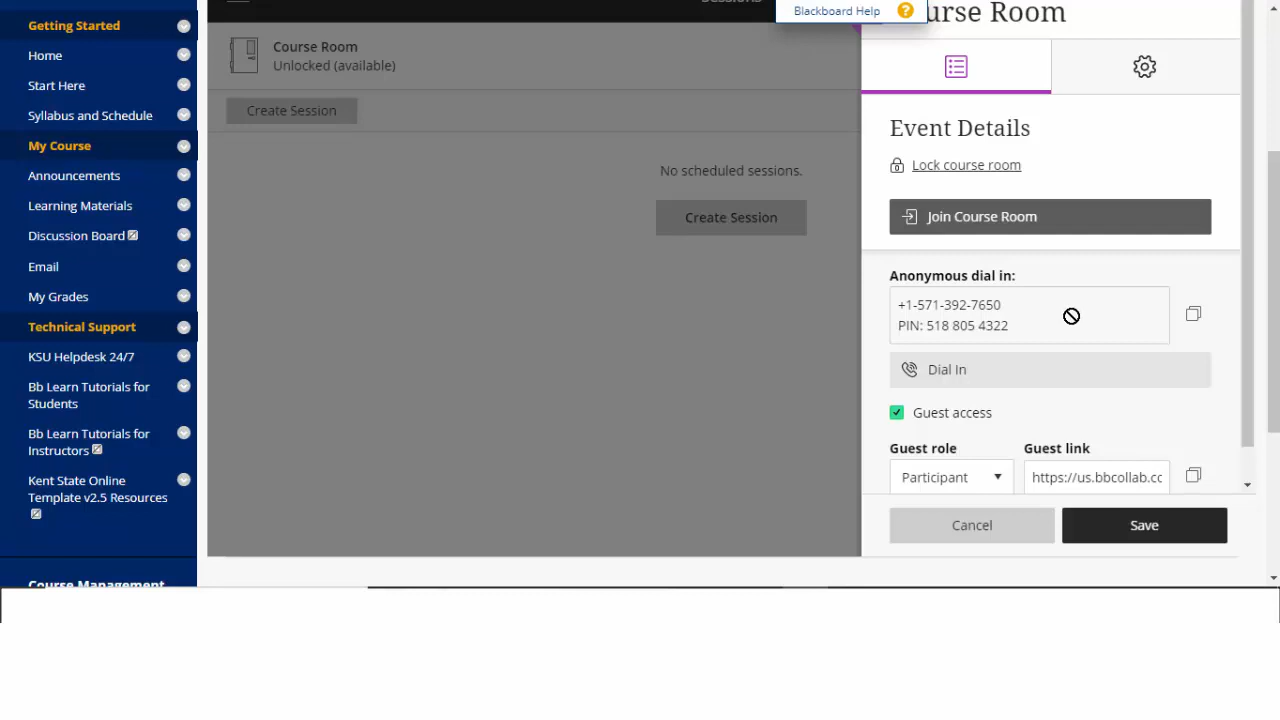 Getting Started
Home
Start Here
Syllabus and Schedule
My Course
Announcements
Learning Materials
Discussion Board
Email
My Grades
Technical Support
KSU Helpdesk 24/7
Bb Learn Tutorials for
Students
Bb Learn Tutorials for
Instructors
Kent State Online
Template v2.5 Resources
Course Management
Sessions
Course Room
Unlocked (available)
Create Session
No scheduled sessions.
Create Session
Blackboard Help
?
urse Room
Event Details
Lock course room
Join Course Room
Anonymous dial in:
+1-571-392-7650
PIN: 518 805 4322
Dial In
Guest access
Guest role
Guest link
Participant
https://us.bbcollab.cc
Cancel
Save